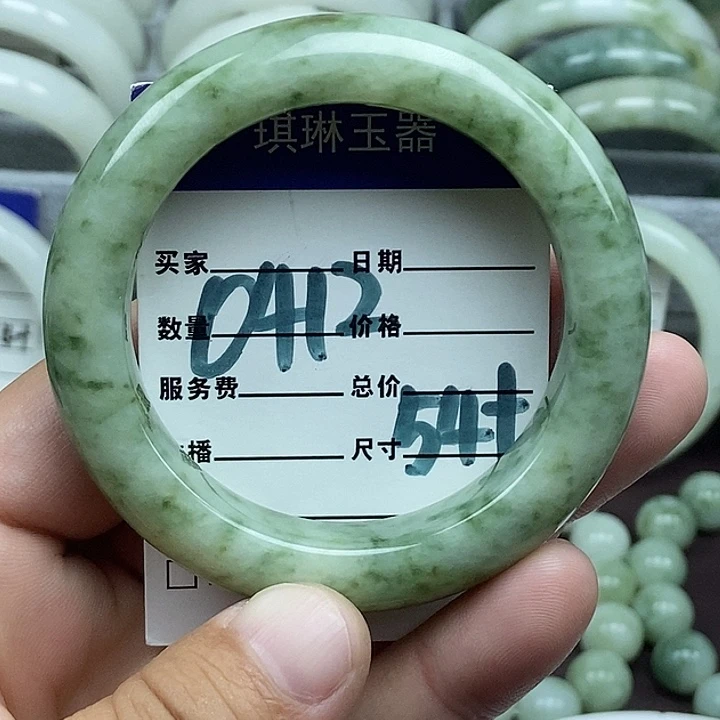 琪琳玉器
买家 日期
0412
数量 价格
服务费 总价
播 尺寸 54+